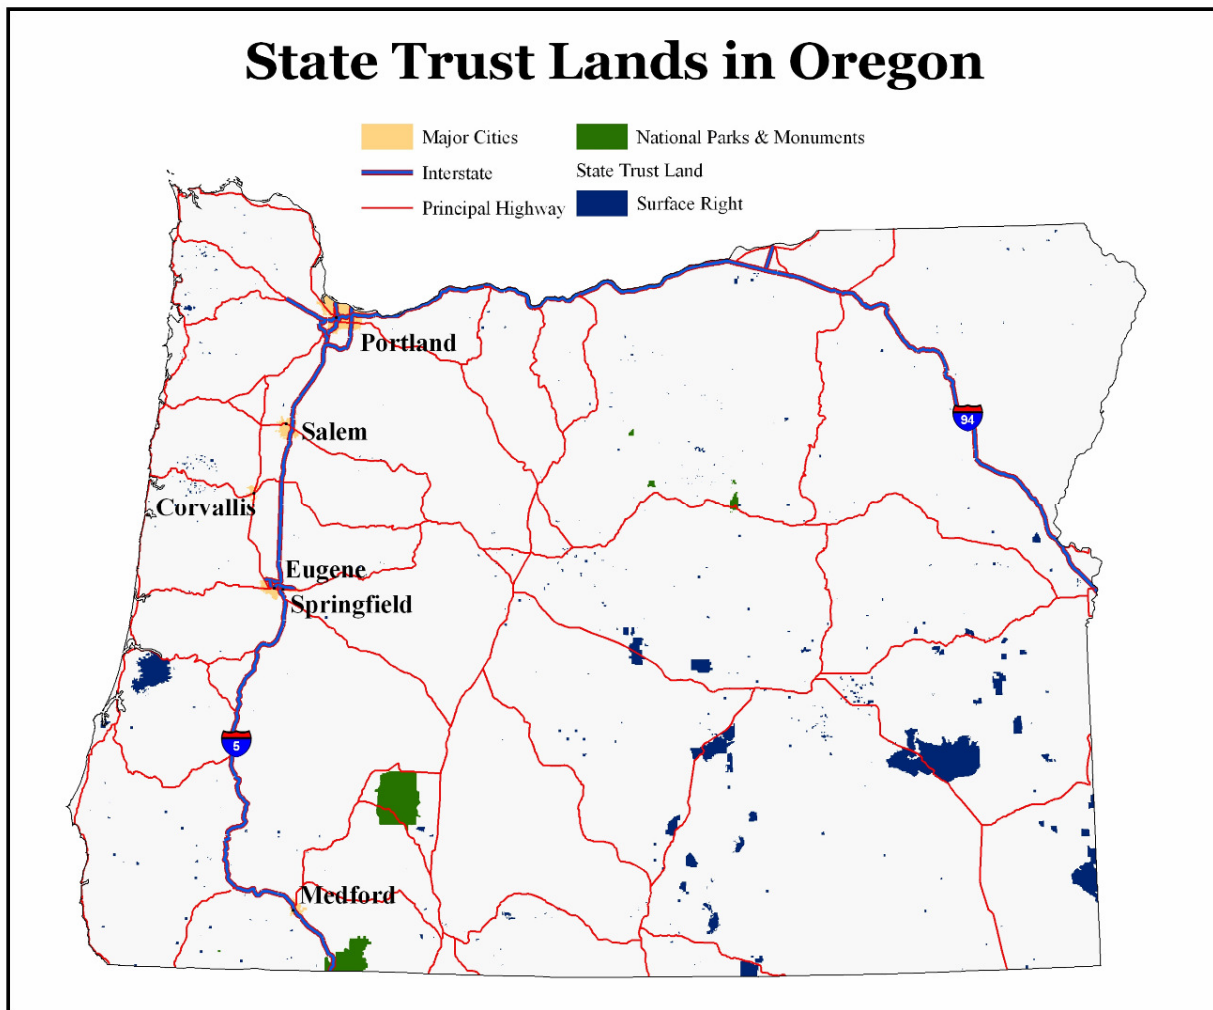 State Trust Lands in Oregon
Major Cities
National Parks & Monuments
Interstate
State Trust Land
Principal Highway
Surface Right
Portland
94
Salem
Corvallis
Eugene
Springfield
5
Medford